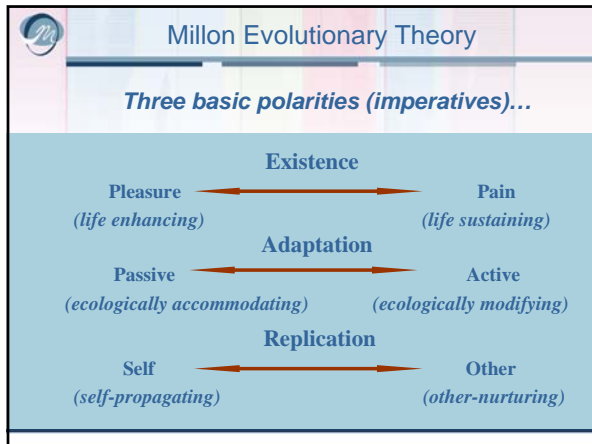 Millon Evolutionary Theory
Three basic polarities (imperatives)…
Existence
Pleasure Pain
(life enhancing) (life sustaining)
Adaptation
Passive Active
(ecologically accommodating) (ecologically modifying)
Replication
Self Other
(self-propagating) (other-nurturing)